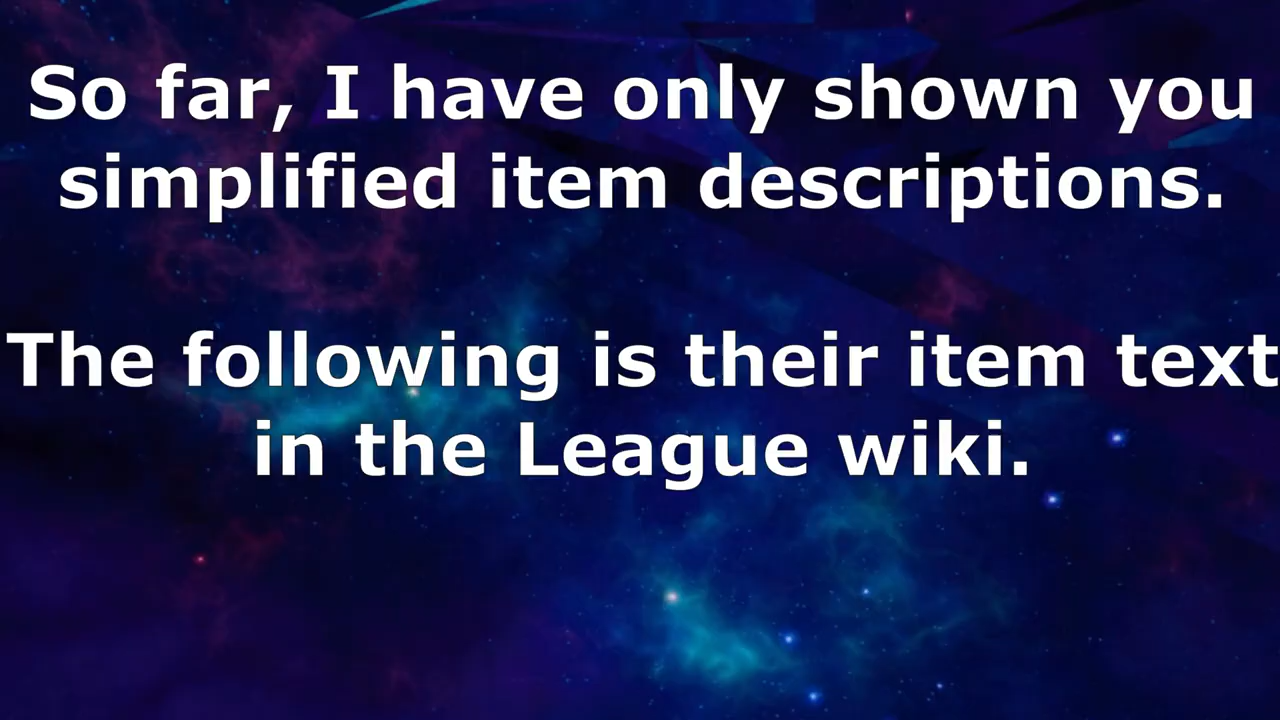 So far, I have only shown you
simplified item descriptions.
The following is their item text
in the League wiki.